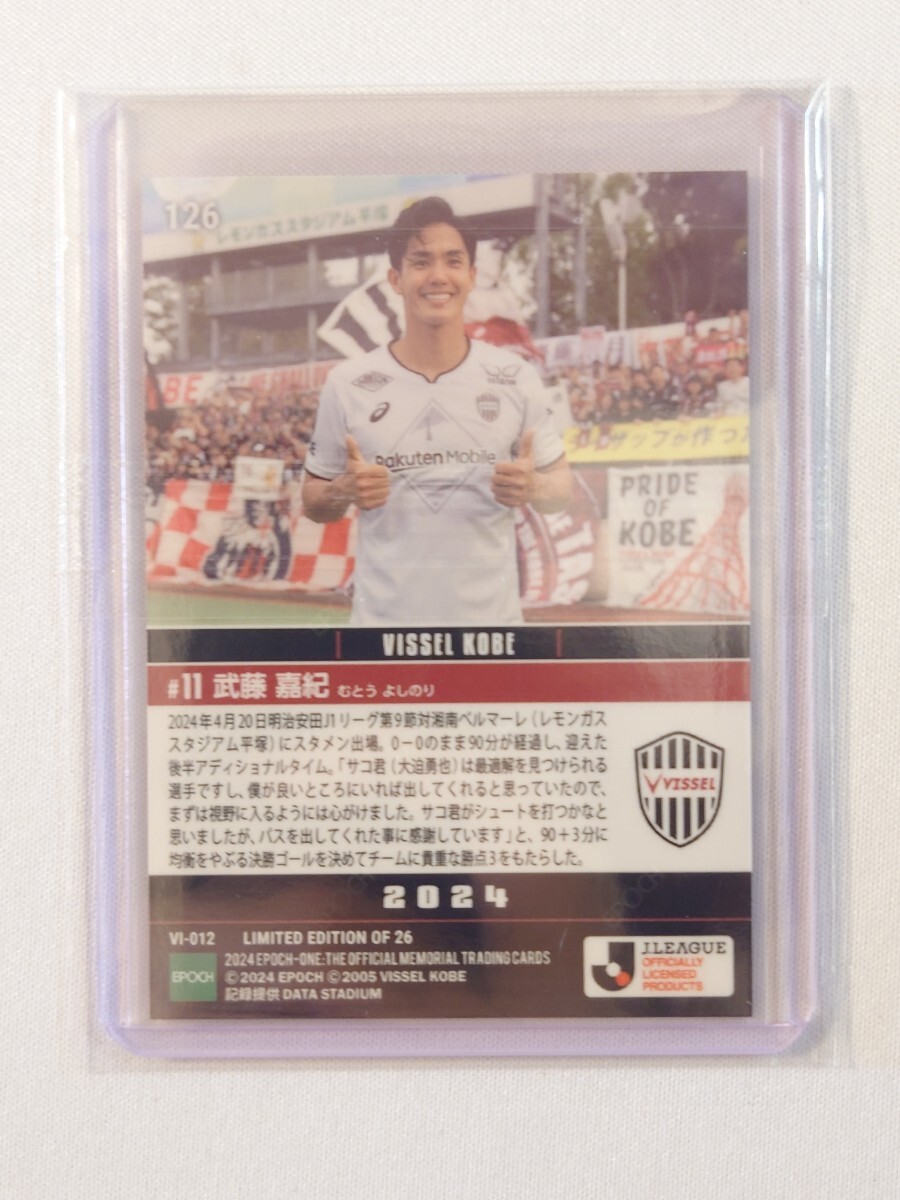 126
レモンガススタジアム平塚
Rakuten Mobile
PRIDE
OF
KOBE
VISSEL KOBE
#11 武藤 嘉紀 むとう よしのり
2024年4月20日明治安田J1リーグ第9節対湘南ベルマーレ（レモンガス
スタジアム平塚）にスタメン出場。0－0のまま90分が経過し、迎えた
後半アディショナルタイム。「サコ君（大迫勇也）は最適解を見つけられる
選手ですし、僕が良いところにいれば出してくれると思っていたので、
まずは視野に入るようには心がけました。サコ君がシュートを打つかなと
思いましたが、パスを出してくれた事に感謝しています」と、90＋3分に
均衡をやぶる決勝ゴールを決めてチームに貴重な勝点3をもたらした。
VISSEL
2024
VI-012 LIMITED EDITION OF 26
EPOCH
2024 EPOCH-ONE:THE OFFICIAL MEMORIAL TRADING CARDS
©2024 EPOCH ©2005 VISSEL KOBE
記録提供 DATA STADIUM
J.LEAGUE
OFFICIALLY
LICENSED
PRODUCTS